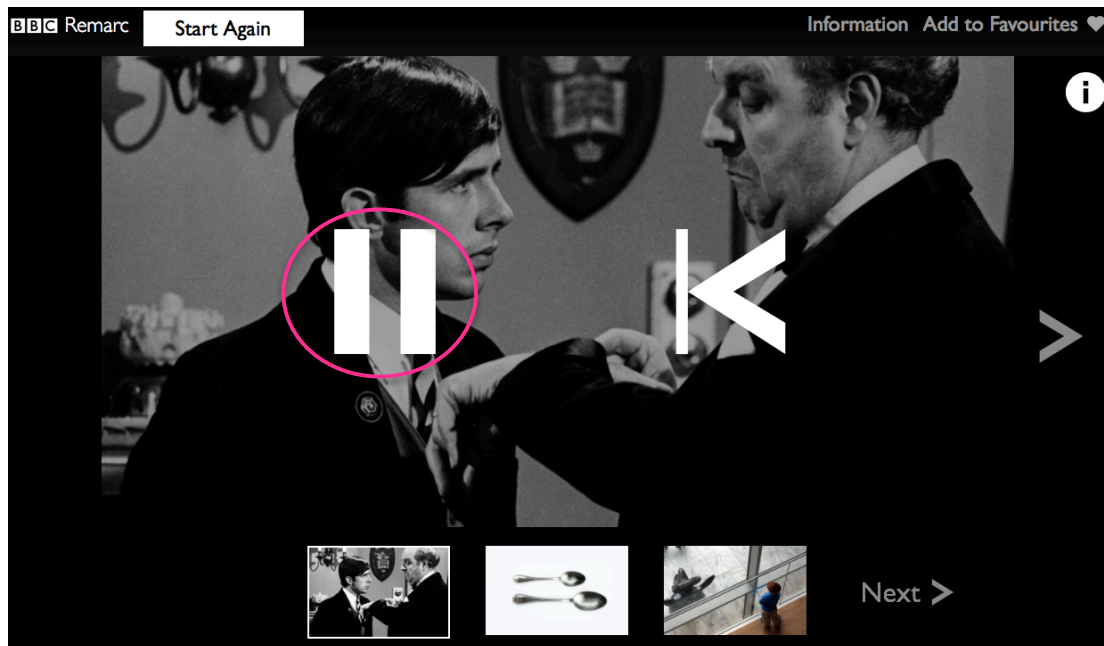 BBC Remarc
Start Again
Information
Add to Favourites
i
Next >